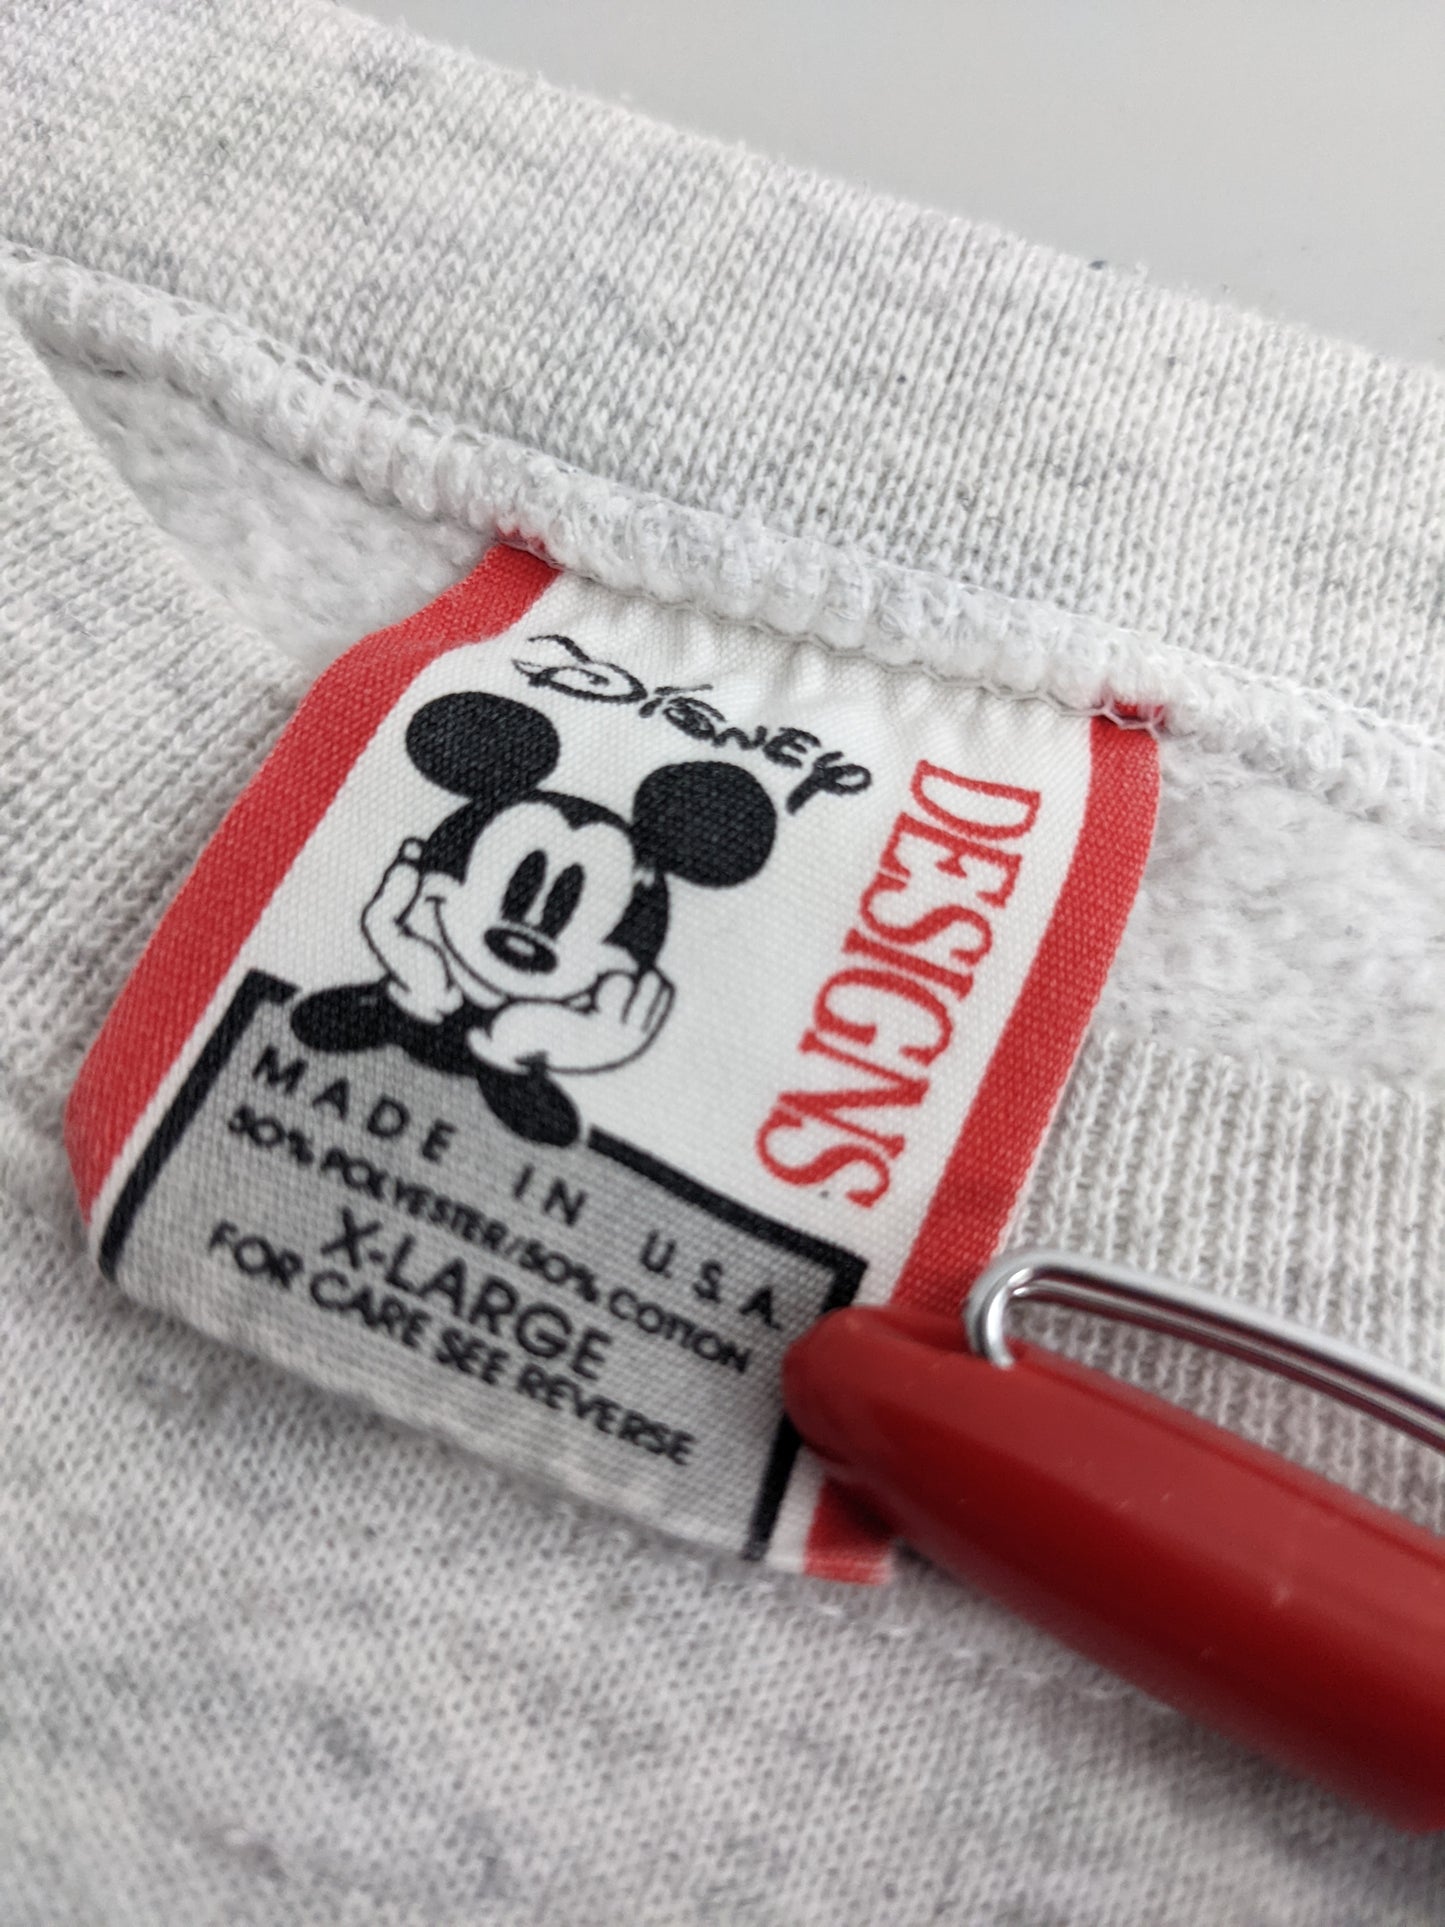 Disney
DESIGNS
MADE IN U.S.A.
50% POLYESTER/50% COTTON
X-LARGE
FOR CARE SEE REVERSE